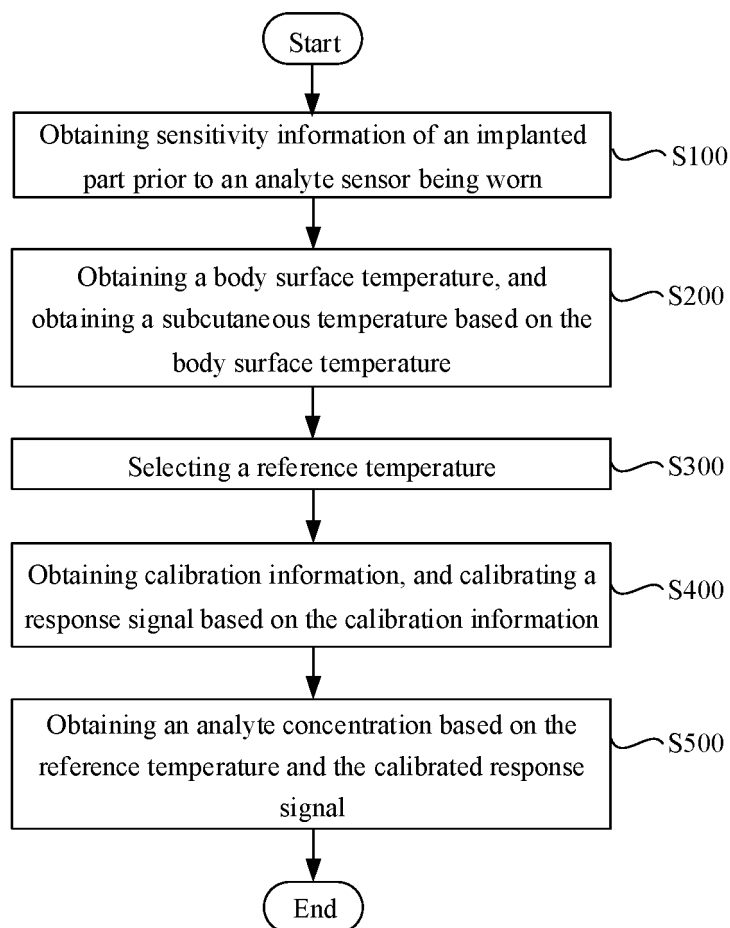 Start
Obtaining sensitivity information of an implanted
part prior to an analyte sensor being worn
S100
Obtaining a body surface temperature, and
obtaining a subcutaneous temperature based on the
body surface temperature
S200
Selecting a reference temperature
S300
Obtaining calibration information, and calibrating a
response signal based on the calibration information
S400
Obtaining an analyte concentration based on the
reference temperature and the calibrated response
signal
S500
End